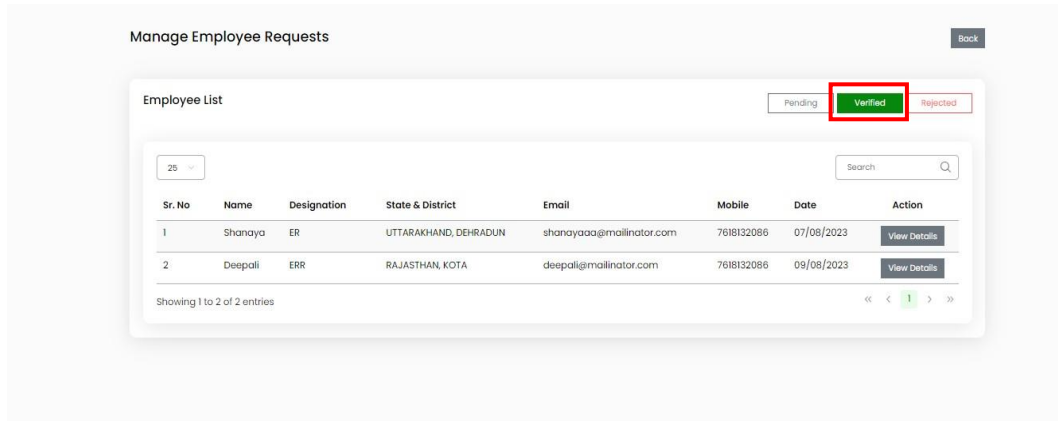 Manage Employee Requests
Back
Employee List
Pending Verified Rejected
25
Search
Sr. No Name Designation State & District Email Mobile Date Action
1 Shanaya ER UTTARAKHAND, DEHRADUN shanayaaa@mailinator.com 7618132086 07/08/2023 View Details
2 Deepali ERR RAJASTHAN, KOTA deepali@mailinator.com 7618132086 09/08/2023 View Details
Showing 1 to 2 of 2 entries
« < 1 > »